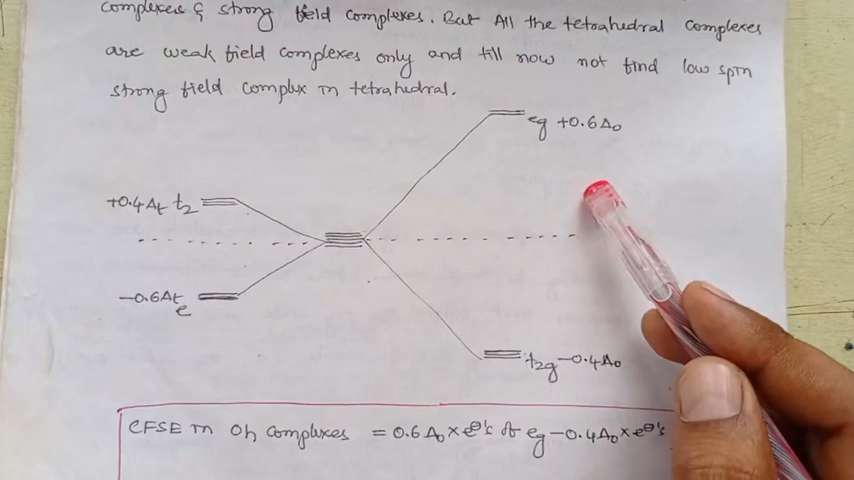 complexes & strong field complexes. But All the tetrahedral complexes
are weak field complexes only and till now not find low spin
strong field complex in tetrahedral.
eg +0.6Δo
+0.4Δt t2
-0.6Δt e
t2g -0.4Δo
CFSE in Oh complexes = 0.6Δo × e⊖'s of eg - 0.4Δo × e⊖'s